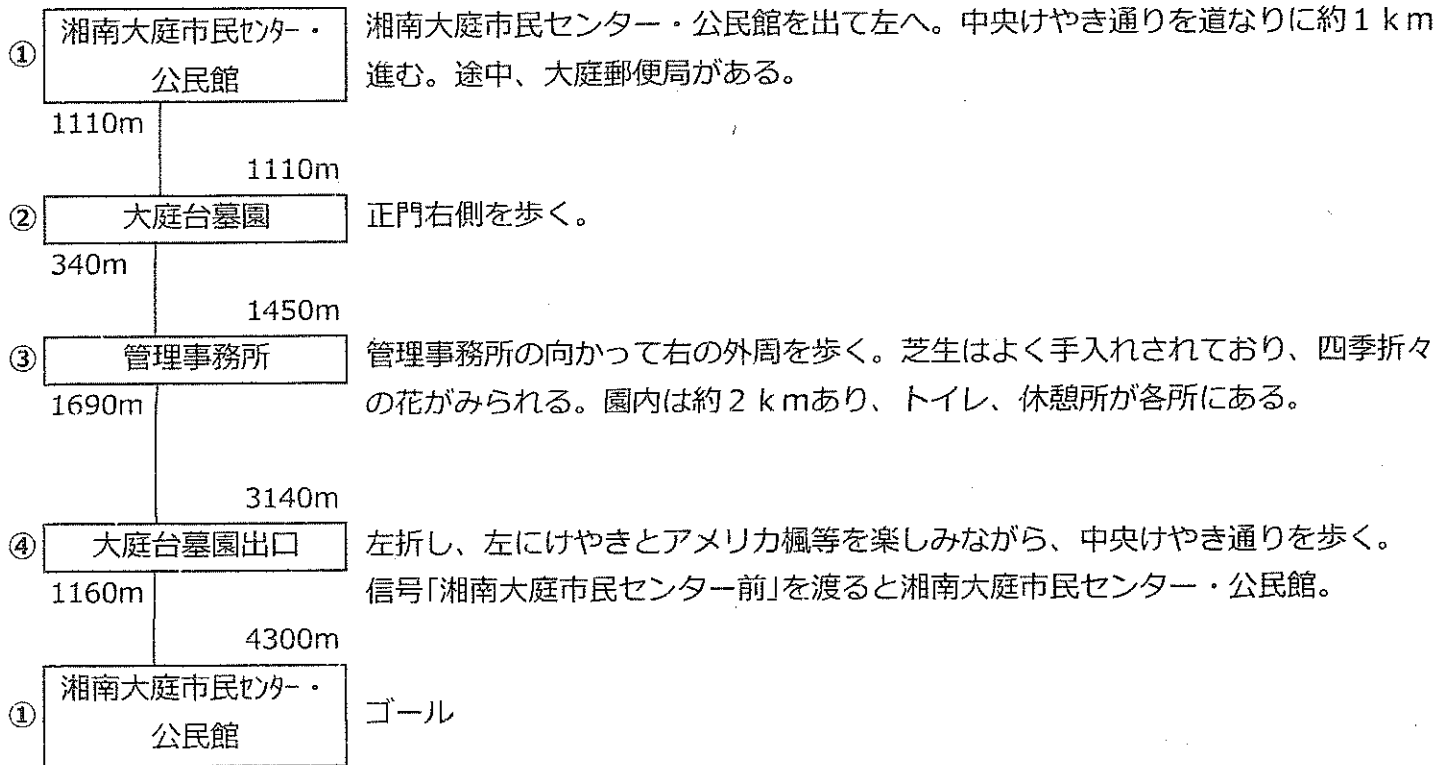 ① 湘南大庭市民ｾﾝﾀｰ・
公民館
湘南大庭市民センター・公民館を出て左へ。中央けやき通りを道なりに約１ｋｍ
進む。途中、大庭郵便局がある。
1110m
1110m
② 大庭台墓園 正門右側を歩く。
340m
1450m
③ 管理事務所 管理事務所の向かって右の外周を歩く。芝生はよく手入れされており、四季折々
の花がみられる。園内は約２ｋｍあり、トイレ、休憩所が各所にある。
1690m
3140m
④ 大庭台墓園出口 左折し、左にけやきとアメリカ楓等を楽しみながら、中央けやき通りを歩く。
信号｢湘南大庭市民センター前｣を渡ると湘南大庭市民センター・公民館。
1160m
4300m
① 湘南大庭市民ｾﾝﾀｰ・
公民館
ゴール